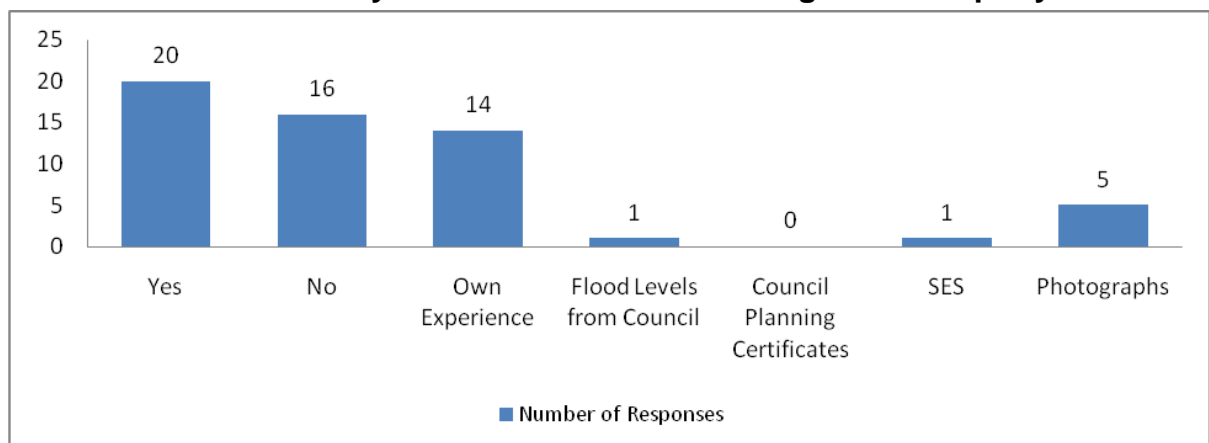 25
20
15
10
5
0
20
16
14
1
0
1
5
Yes
No
Own
Experience
Flood Levels
from Council
Council
Planning
Certificates
SES
Photographs
Number of Responses